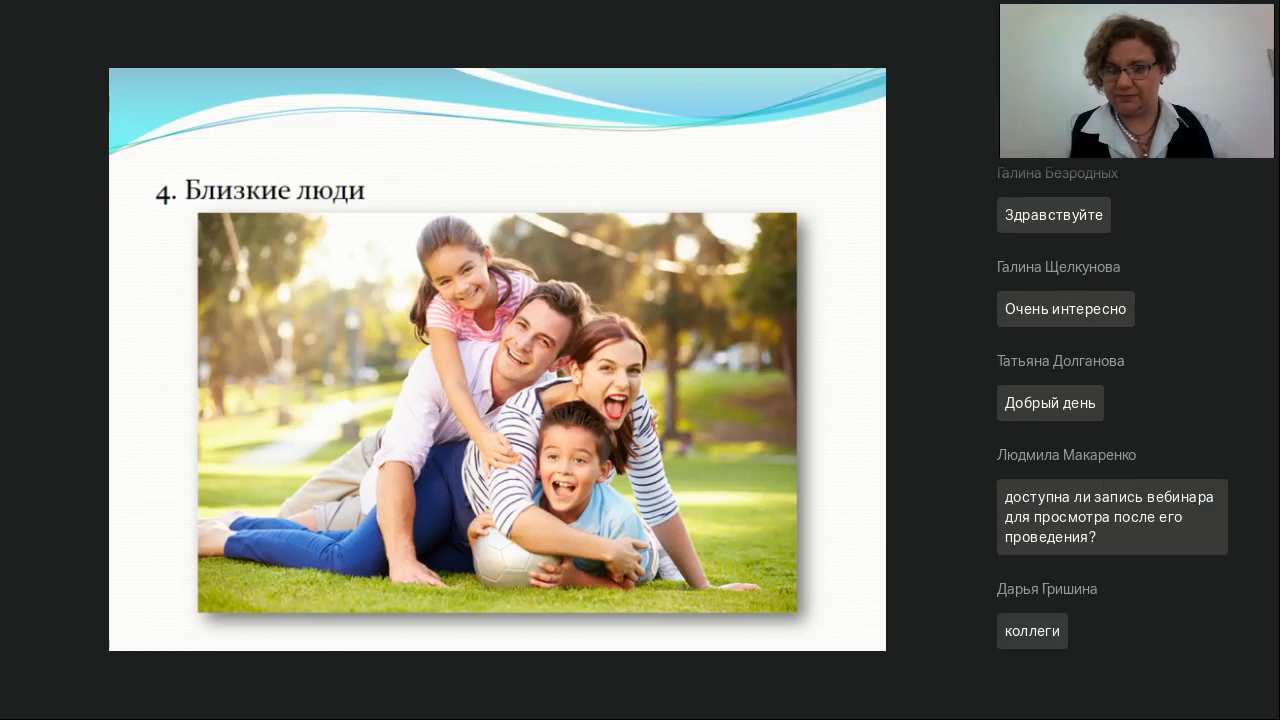 4. Близкие люди
Галина Безродных
Здравствуйте
Галина Щелкунова
Очень интересно
Татьяна Долганова
Добрый день
Людмила Макаренко
доступна ли запись вебинара
для просмотра после его
проведения?
Дарья Гришина
коллеги